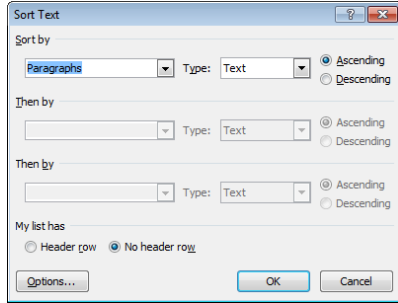 Sort Text
Sort by
Paragraphs Type: Text Ascending
Descending
Then by
Type: Text Ascending
Descending
Then by
Type: Text Ascending
Descending
My list has
Header row No header row
Options... OK Cancel